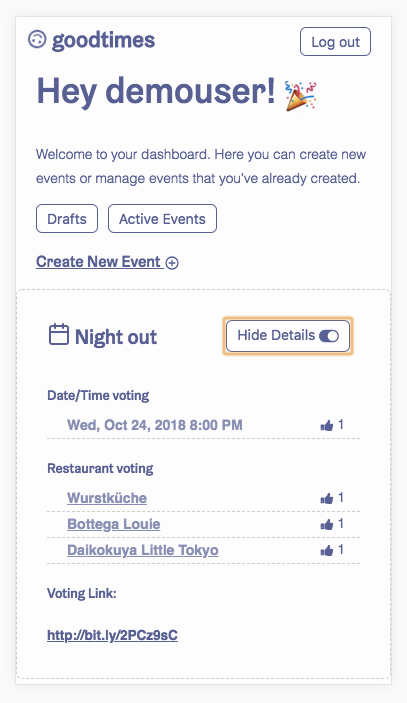 goodtimes
Log out
Hey demouser!
Welcome to your dashboard. Here you can create new
events or manage events that you've already created.
Drafts
Active Events
Create New Event
Night out
Hide Details
Date/Time voting
Wed, Oct 24, 2018 8:00 PM 1
Restaurant voting
Wurstküche 1
Bottega Louie 1
Daikokuya Little Tokyo 1
Voting Link:
http://bit.ly/2PCz9sC